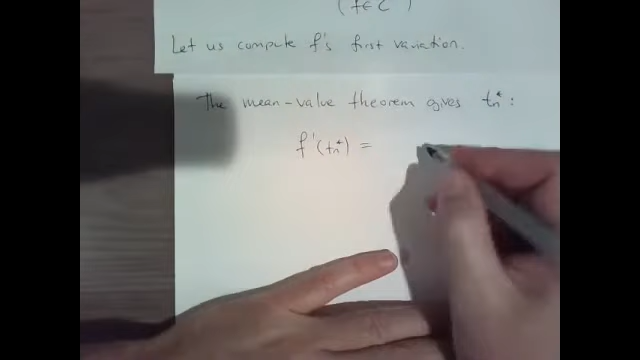 (f ∈ C )
Let us compute f's first variation.
The mean-value theorem gives tₙ* :
f'(tₙ*) =